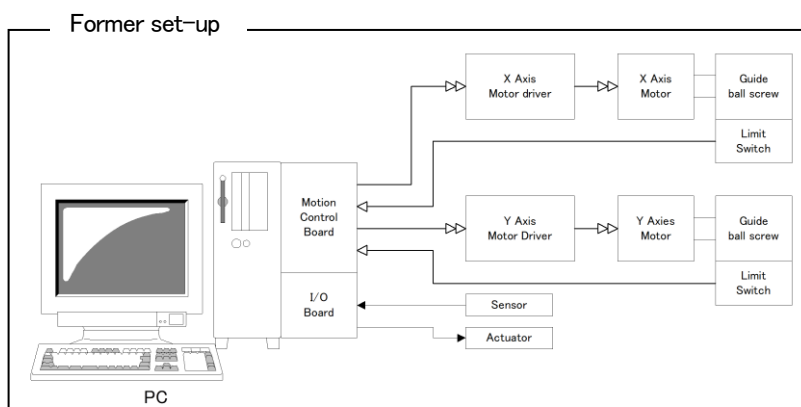 Former set-up
X Axis
Motor driver
X Axis
Motor
Guide
ball screw
Limit
Switch
Motion
Control
Board
Y Axis
Motor Driver
Y Axies
Motor
Guide
ball screw
Limit
Switch
I/O
Board
Sensor
Actuator
PC